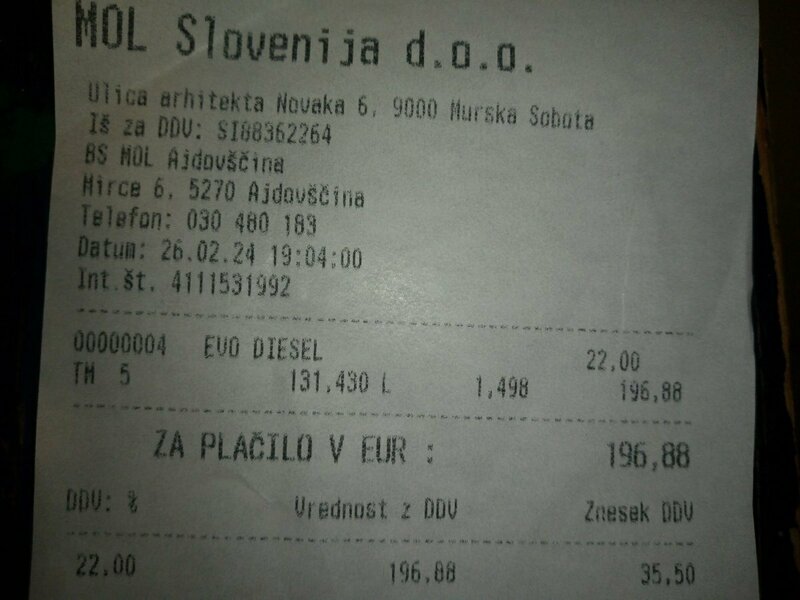 MOL Slovenija d.o.o.
Ulica arhitekta Novaka 6, 9000 Murska Sobota
Iš za DDV: SI88362264
BS MOL Ajdovščina
Mirce 6, 5270 Ajdovščina
Telefon: 030 480 183
Datum: 26.02.24 19:04:00
Int.št. 4111531992
00000004 EVO DIESEL 22,00
TM 5 131,430 L 1,498 196,88
ZA PLAČILO V EUR : 196,88
DDV: % Vrednost z DDV Znesek DDV
22,00 196,88 35,50